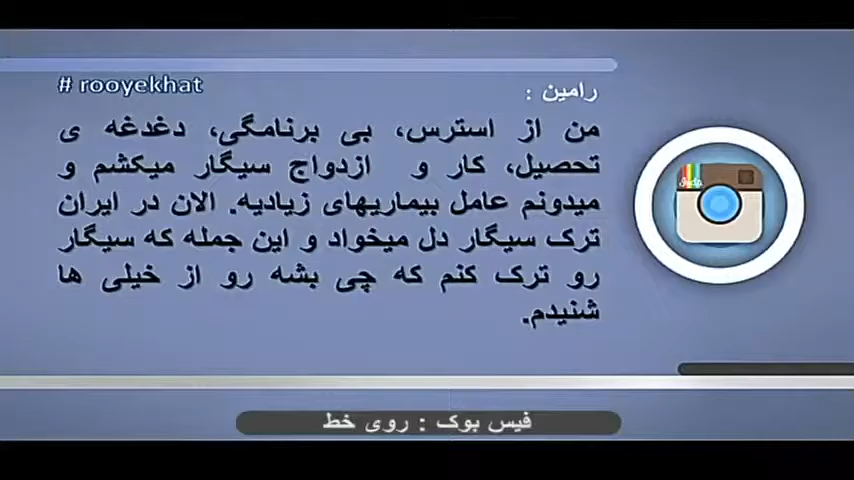 # rooyekhat
رامین :
من از استرس، بی برنامگی، دغدغه ی
تحصیل، کار و ازدواج سیگار میکشم و
میدونم عامل بیماریهای زیادیه. الان در ایران
ترک سیگار دل میخواد و این جمله که سیگار
رو ترک کنم که چی بشه رو از خیلی ها
شنیدم.
فیس بوک : روی خط